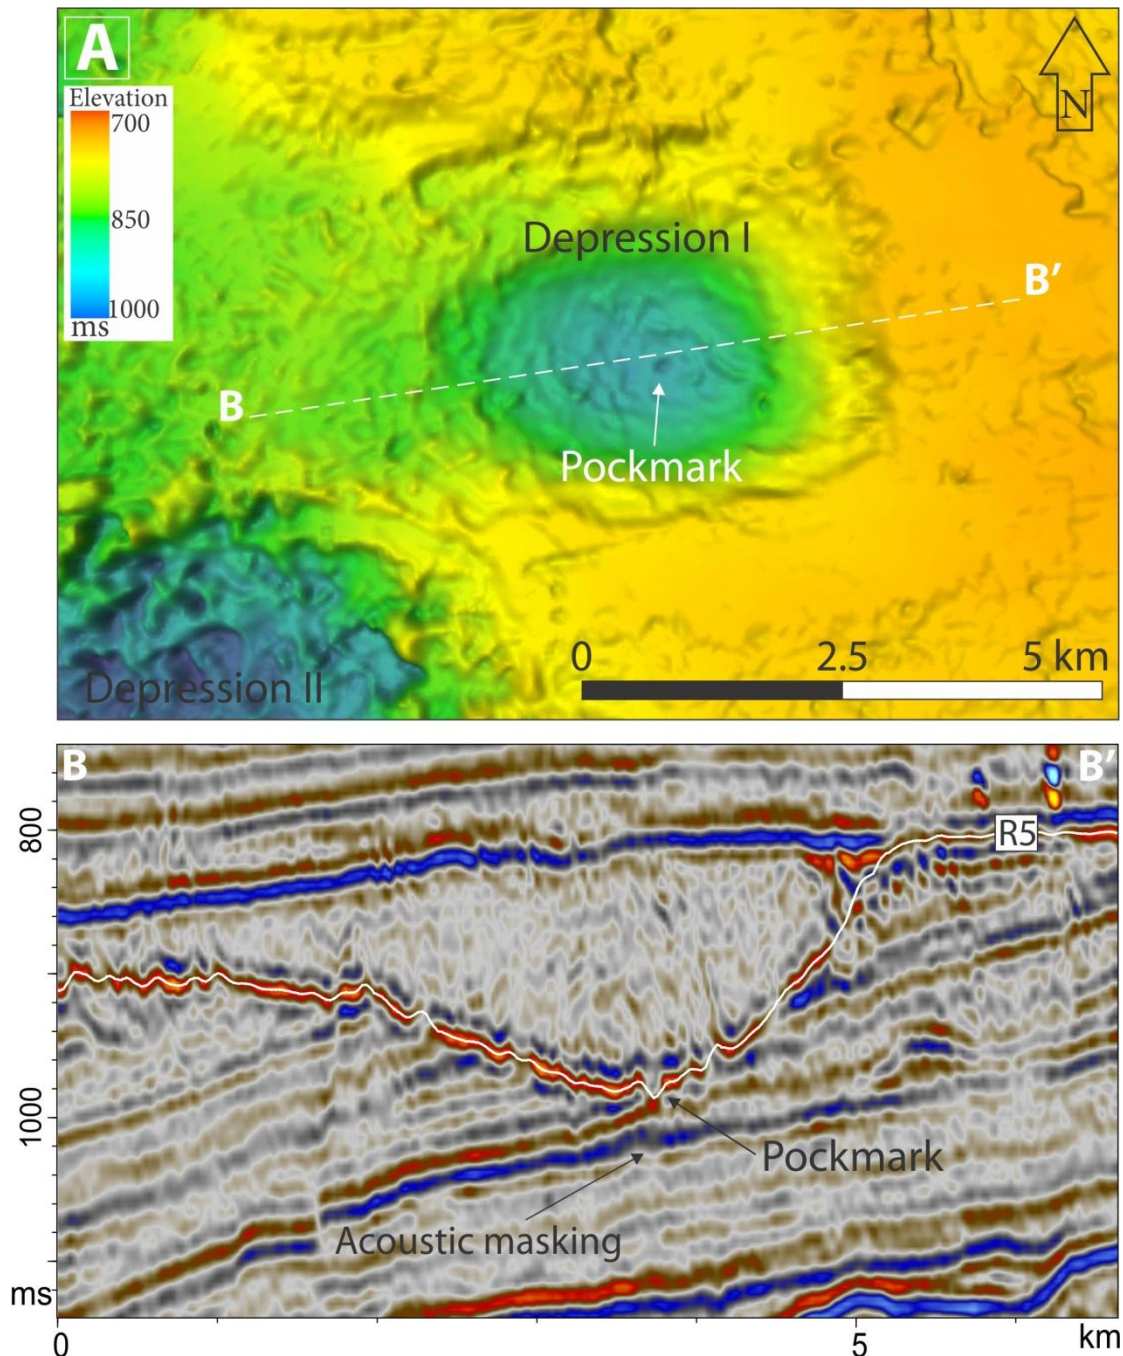 A
Elevation
700
850
1000
ms
N
Depression I
B'
B
Pockmark
Depression II
0 2.5 5 km
B
B'
800
R5
1000
Pockmark
Acoustic masking
ms
0 5 km